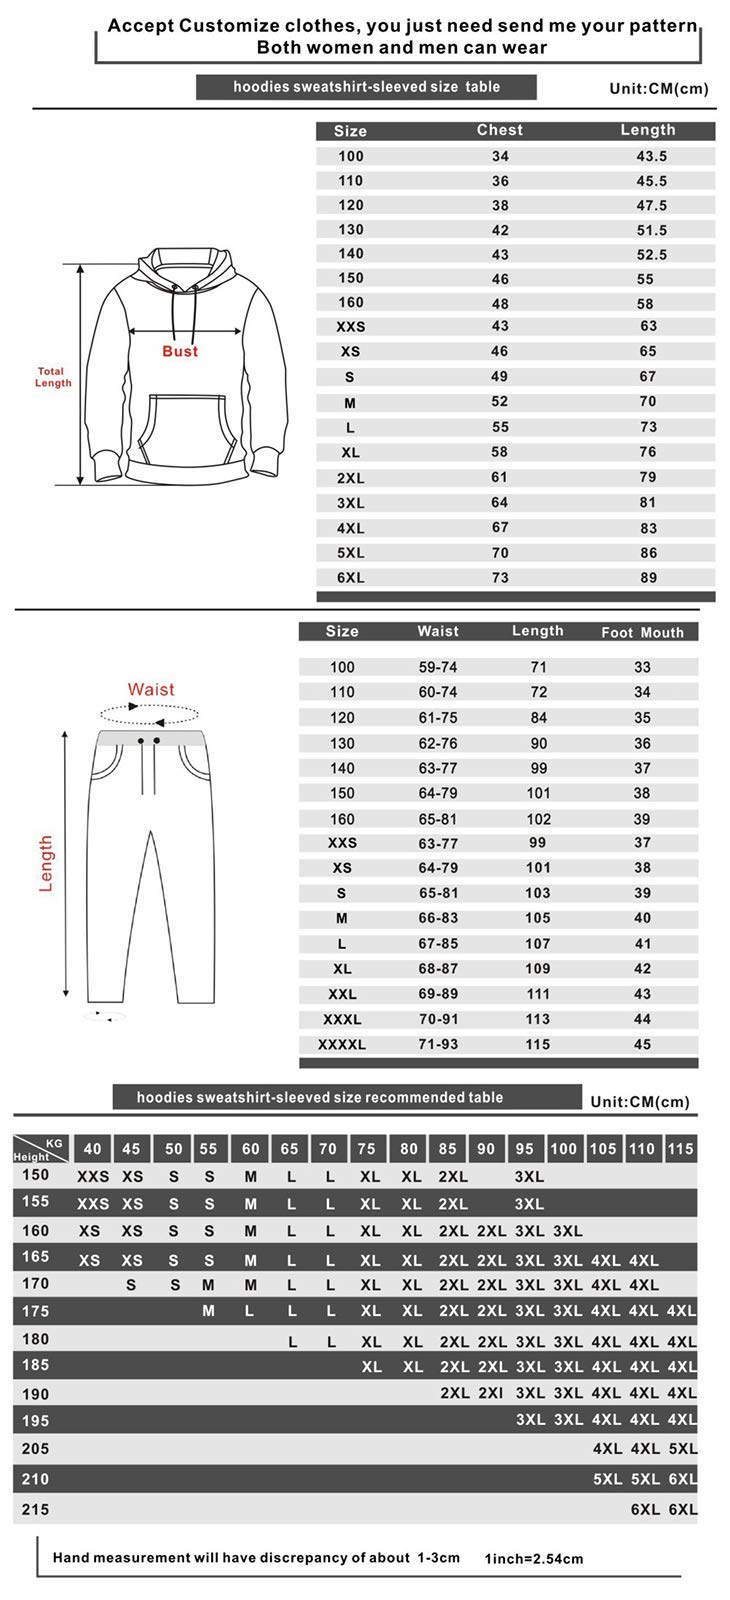 Accept Customize clothes, you just need send me your pattern
Both women and men can wear
hoodies sweatshirt-sleeved size table
Unit:CM(cm)
Size Chest Length
100 34 43.5
110 36 45.5
120 38 47.5
130 42 51.5
140 43 52.5
150 46 55
160 48 58
XXS 43 63
XS 46 65
S 49 67
M 52 70
L 55 73
XL 58 76
2XL 61 79
3XL 64 81
4XL 67 83
5XL 70 86
6XL 73 89
Bust
Total
Length
Size Waist Length Foot Mouth
100 59-74 71 33
110 60-74 72 34
120 61-75 84 35
130 62-76 90 36
140 63-77 99 37
150 64-79 101 38
160 65-81 102 39
XXS 63-77 99 37
XS 64-79 101 38
S 65-81 103 39
M 66-83 105 40
L 67-85 107 41
XL 68-87 109 42
XXL 69-89 111 43
XXXL 70-91 113 44
XXXXL 71-93 115 45
Waist
Length
hoodies sweatshirt-sleeved size recommended table
Unit:CM(cm)
Height KG 40 45 50 55 60 65 70 75 80 85 90 95 100 105 110 115
150 XXS XS S S M L L XL XL 2XL 3XL
155 XXS XS S S M L L XL XL 2XL 3XL
160 XS XS S S M L L XL XL 2XL 2XL 3XL 3XL
165 XS XS S S M L L XL XL 2XL 2XL 3XL 3XL 4XL 4XL
170 S S M M L L XL XL 2XL 2XL 3XL 3XL 4XL 4XL
175 M L L L XL XL 2XL 2XL 3XL 3XL 4XL 4XL 4XL
180 L L XL XL 2XL 2XL 3XL 3XL 4XL 4XL 4XL
185 XL XL 2XL 2XL 3XL 3XL 4XL 4XL 4XL
190 2XL 2Xl 3XL 3XL 4XL 4XL 4XL
195 3XL 3XL 4XL 4XL 4XL
205 4XL 4XL 5XL
210 5XL 5XL 6XL
215 6XL 6XL
Hand measurement will have discrepancy of about 1-3cm 1inch=2.54cm